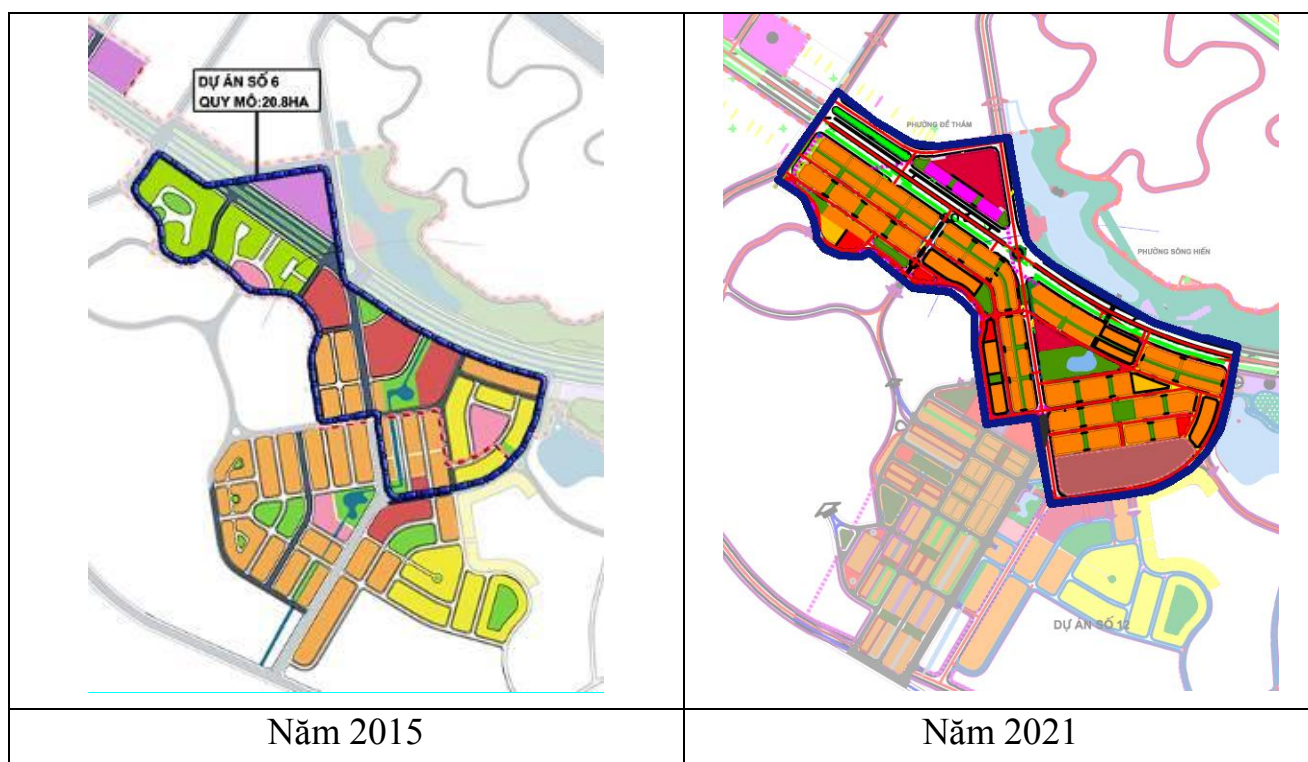 DỰ ÁN SỐ 6
QUY MÔ:20.8HA
PHƯỜNG ĐỀ THÁM
PHƯỜNG SÔNG HIẾN
DỰ ÁN SỐ 12
Năm 2015
Năm 2021